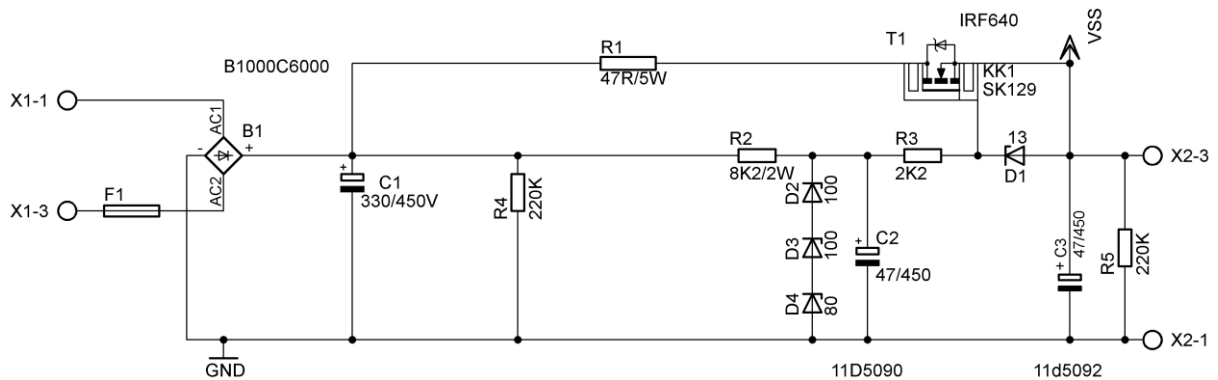 IRF640
T1
VSS
R1
47R/5W
KK1
SK129
B1000C6000
X1-1
AC1
B1
-
+
AC2
F1
X1-3
+
C1
330/450V
R4
220K
R2
8K2/2W
R3
2K2
13
D1
X2-3
D2
100
D3
100
D4
80
+
C2
47/450
+
C3
47/450
R5
220K
GND
11D5090
11d5092
X2-1